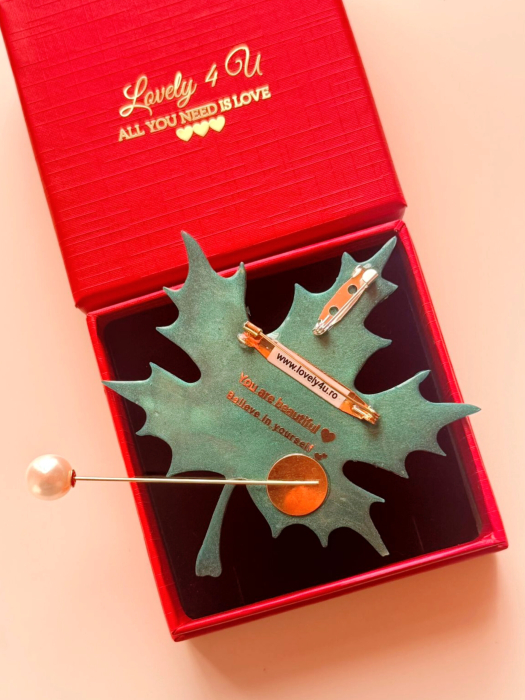 Lovely 4 U
ALL YOU NEED IS LOVE
www.lovely4u.ro
You are beautiful
Believe in yourself